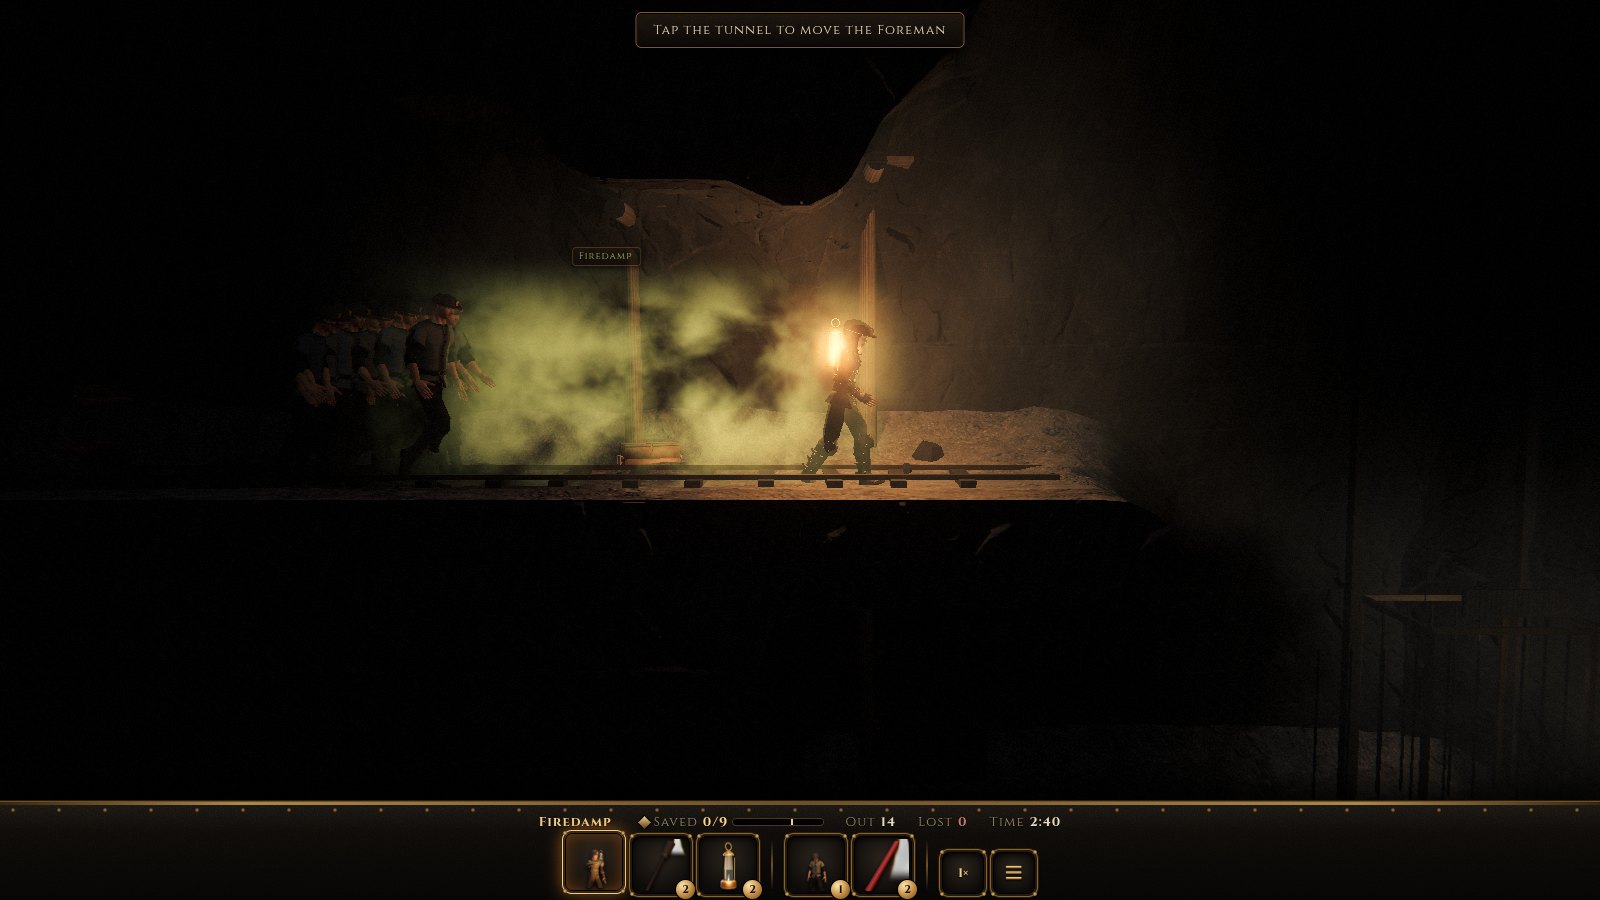 Tap the tunnel to move the Foreman
Firedamp
Firedamp Saved 0/9 Out 14 Lost 0 Time 2:40
2 2 1 2 1×